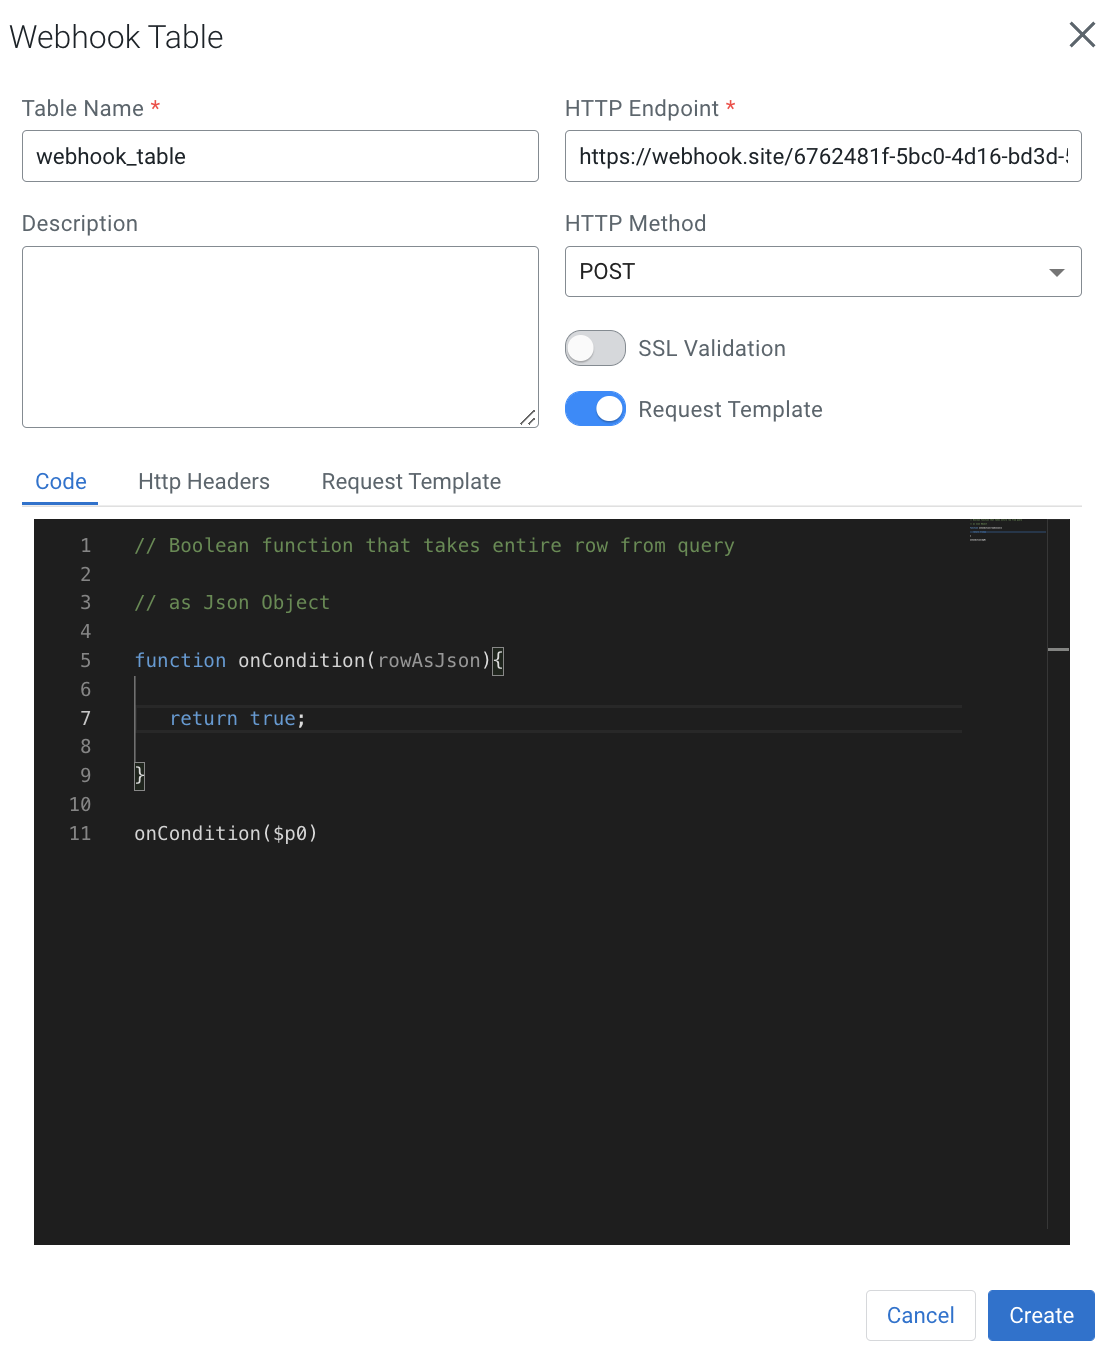 Webhook Table
Table Name *
HTTP Endpoint *
webhook_table
https://webhook.site/6762481f-5bc0-4d16-bd3d-
Description
HTTP Method
POST
SSL Validation
Request Template
Code Http Headers Request Template
1 // Boolean function that takes entire row from query
2
3 // as Json Object
4
5 function onCondition(rowAsJson){
6
7 return true;
8
9 }
10
11 onCondition($p0)
Cancel Create